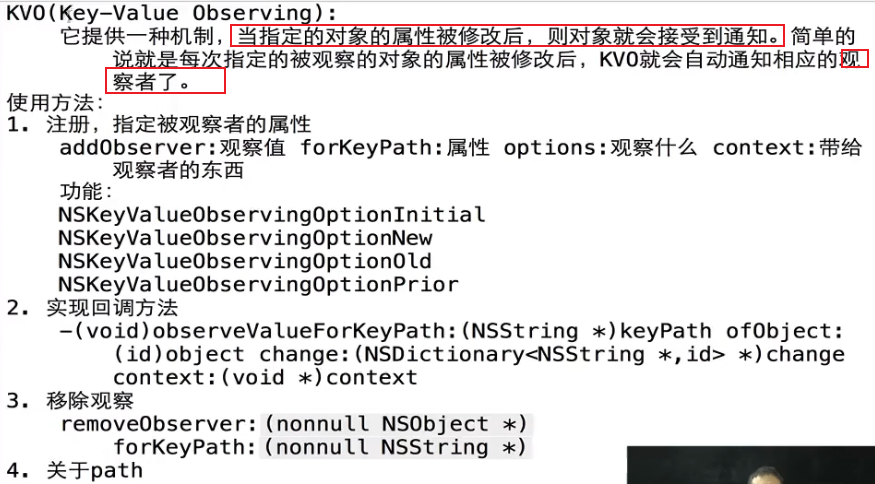 KVO(Key-Value Observing):
它提供一种机制，当指定的对象的属性被修改后，则对象就会接受到通知。简单的
说就是每次指定的被观察的对象的属性被修改后，KVO就会自动通知相应的观
察者了。
使用方法：
1. 注册，指定被观察者的属性
addObserver:观察值 forKeyPath:属性 options:观察什么 context:带给
观察者的东西
功能：
NSKeyValueObservingOptionInitial
NSKeyValueObservingOptionNew
NSKeyValueObservingOptionOld
NSKeyValueObservingOptionPrior
2. 实现回调方法
-(void)observeValueForKeyPath:(NSString *)keyPath ofObject:
(id)object change:(NSDictionary<NSString *,id> *)change
context:(void *)context
3. 移除观察
removeObserver:(nonnull NSObject *)
forKeyPath:(nonnull NSString *)
4. 关于path